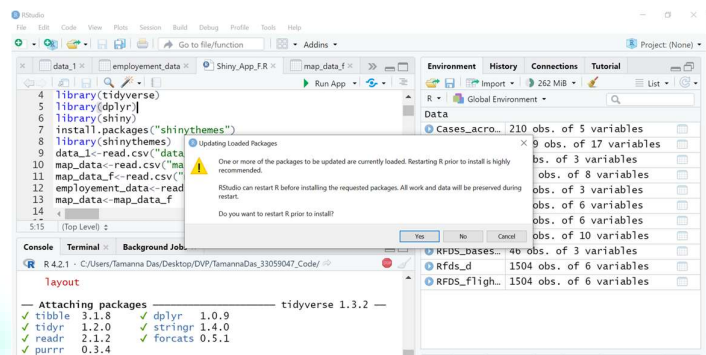 RStudio
File Edit Code View Plots Session Build Debug Profile Tools Help
Go to file/function Addins Project: (None)
data_1 employement_data Shiny_App_F.R map_data_f
Run App
4 library(tidyverse)
5 library(dplyr)
6 library(shiny)
7 install.packages("shinythemes")
8 library(shinythemes)
9 data_1<-read.csv("data
10 map_data<-read.csv("ma
11 map_data_f<-read.csv("
12 employement_data<-read
13 map_data<-map_data_f
14
5:15 (Top Level)
Updating Loaded Packages
One or more of the packages to be updated are currently loaded. Restarting R prior to install is highly
recommended.
RStudio can restart R before installing the requested packages. All work and data will be preserved during
restart.
Do you want to restart R prior to install?
Yes No Cancel
Console Terminal Background Jobs
R 4.2.1 · C:/Users/Tamanna Das/Desktop/DVP/TamannaDas_33059047_Code/
layout
— Attaching packages ——— tidyverse 1.3.2 —
✓ tibble 3.1.8 ✓ dplyr 1.0.9
✓ tidyr 1.2.0 ✓ stringr 1.4.0
✓ readr 2.1.2 ✓ forcats 0.5.1
✓ purrr 0.3.4
Environment History Connections Tutorial
Import 262 MiB List
R Global Environment
Data
Cases_acro… 210 obs. of 5 variables
9 obs. of 17 variables
obs. of 3 variables
obs. of 8 variables
obs. of 3 variables
obs. of 6 variables
obs. of 6 variables
obs. of 10 variables
RFDS_bases… 46 obs. of 3 variables
Rfds_d 1504 obs. of 6 variables
RFDS_fligh… 1504 obs. of 6 variables